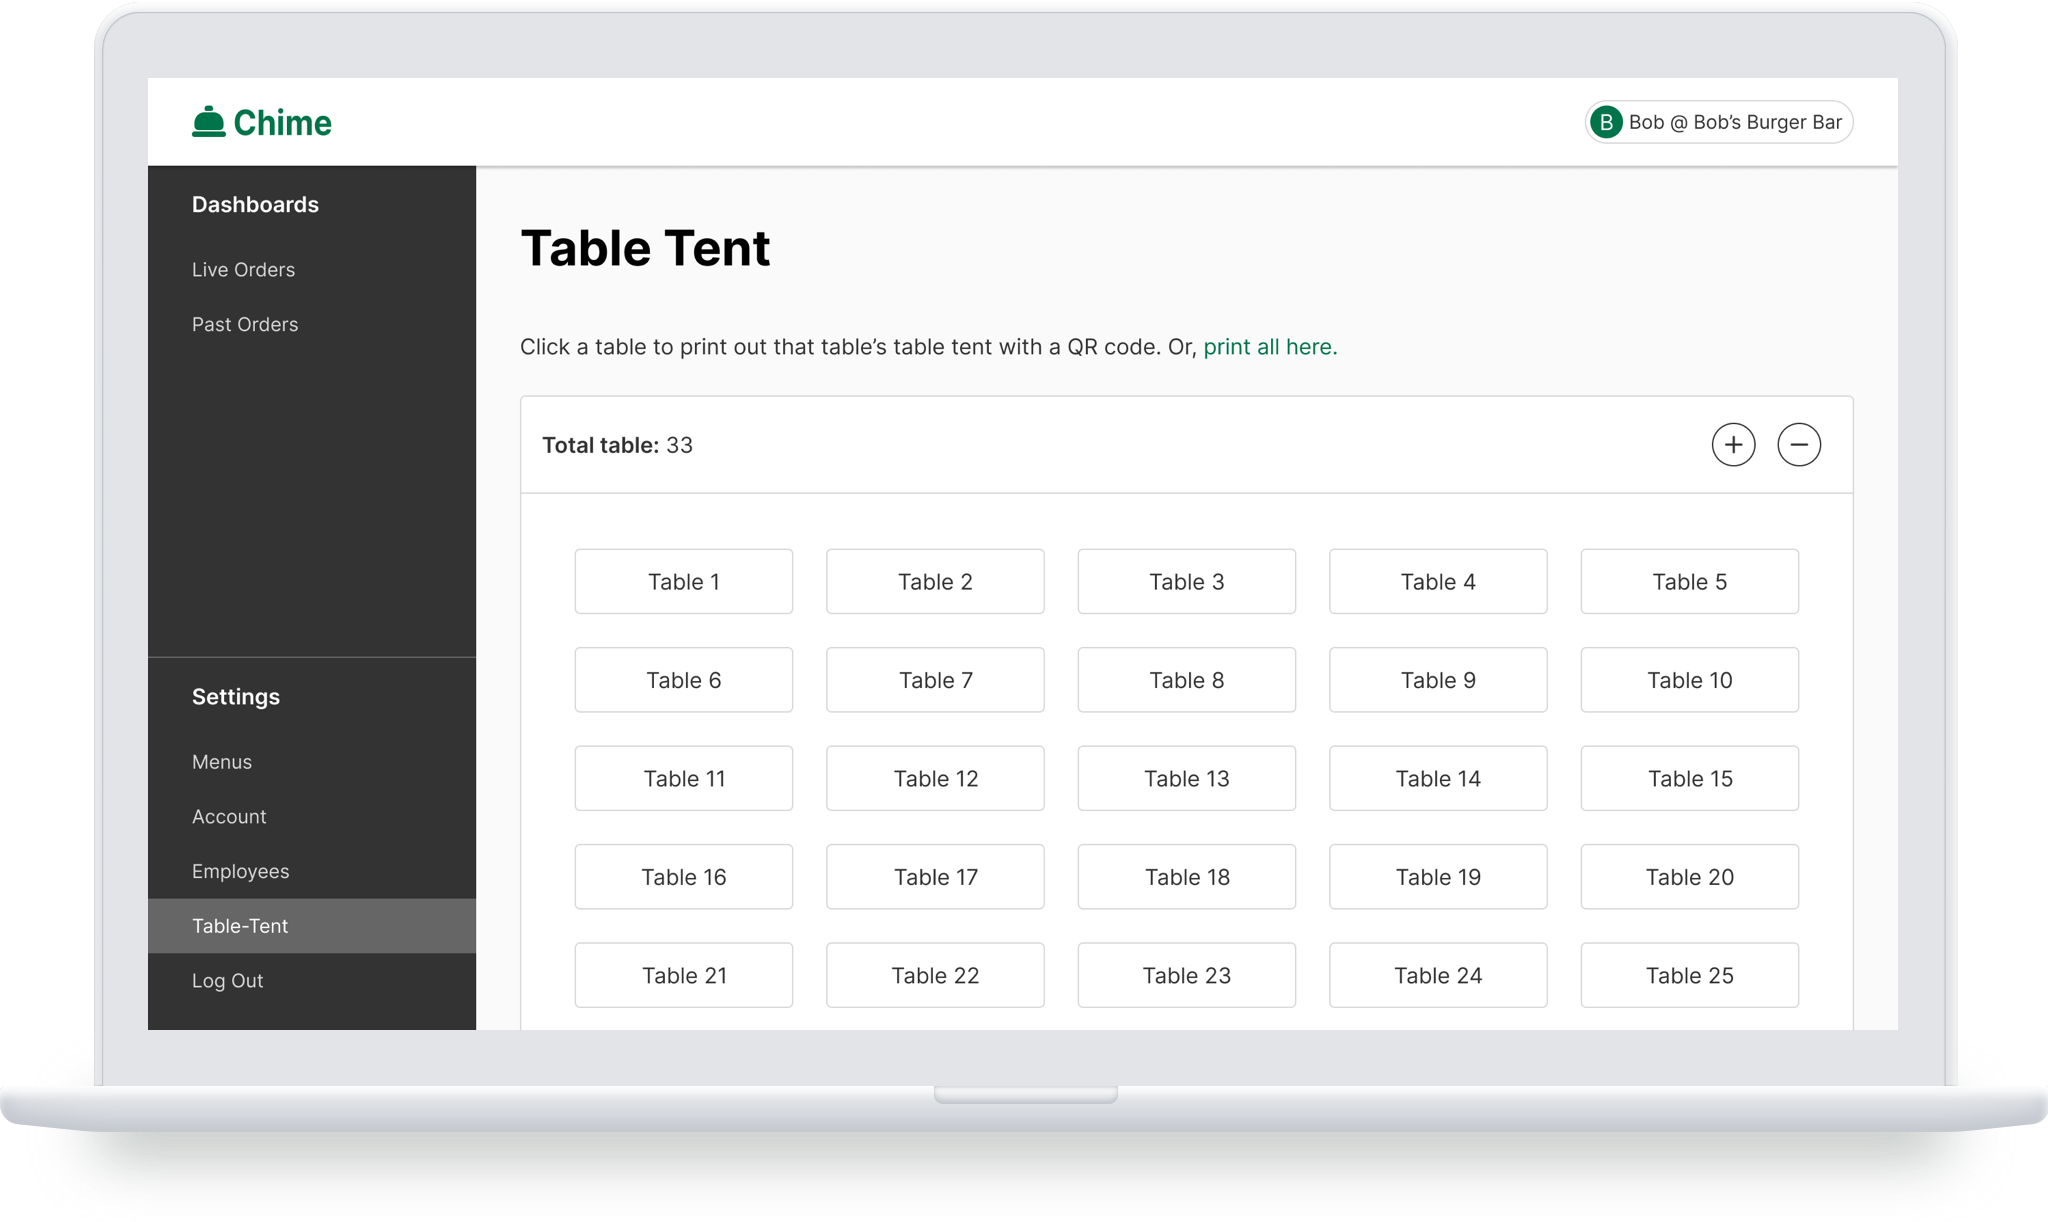 Chime
B Bob @ Bob’s Burger Bar
Dashboards
Live Orders
Past Orders
Settings
Menus
Account
Employees
Table-Tent
Log Out
Table Tent
Click a table to print out that table’s table tent with a QR code. Or, print all here.
Total table: 33
Table 1 Table 2 Table 3 Table 4 Table 5
Table 6 Table 7 Table 8 Table 9 Table 10
Table 11 Table 12 Table 13 Table 14 Table 15
Table 16 Table 17 Table 18 Table 19 Table 20
Table 21 Table 22 Table 23 Table 24 Table 25